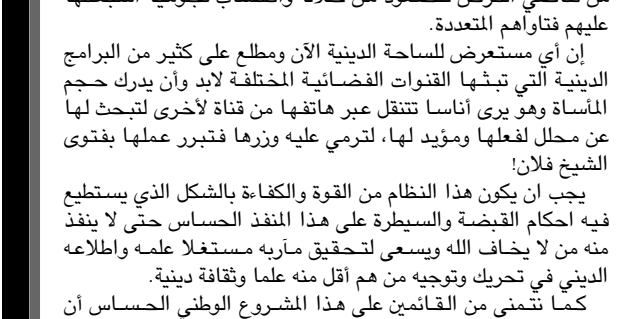 عليهم فتاواهم المتعددة.
إن أي مستعرض للساحة الدينية الآن ومطلع على كثير من البرامج
الدينية التي تبثها القنوات الفضائية المختلفة لابد وأن يدرك حجم
المأساة وهو يرى أناسا تتنقل عبر هاتفها من قناة لأخرى لتبحث لها
عن محلل لفعلها ومؤيد لها، لترمي عليه وزرها فتبرر عملها بفتوى
الشيخ فلان!
يجب ان يكون هذا النظام من القوة والكفاءة بالشكل الذي يستطيع
فيه احكام القبضة والسيطرة على هذا المنفذ الحساس حتى لا ينفذ
منه من لا يخاف الله ويسعى لتحقيق مآربه مستغلا علمه واطلاعه
الديني في تحريك وتوجيه من هم أقل منه علما وثقافة دينية.
كما نتمنى من القائمين على هذا المشروع الوطني الحساس أن